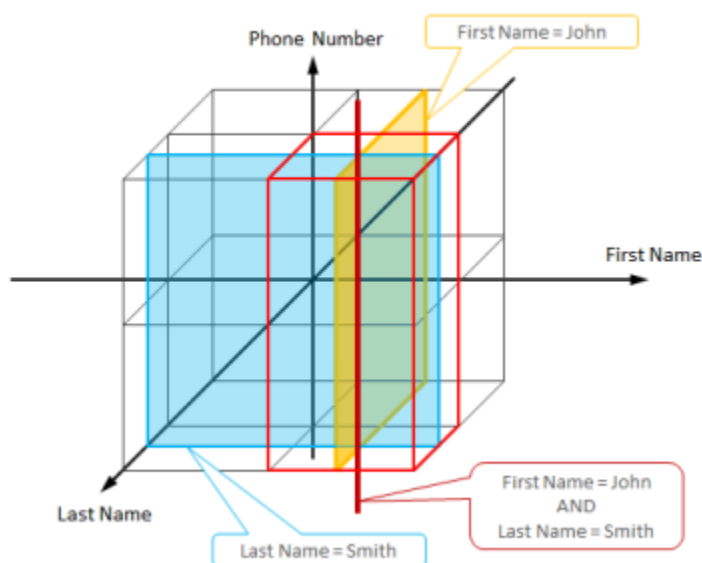 Phone Number
First Name = John
First Name
Last Name
First Name = John
AND
Last Name = Smith
Last Name = Smith